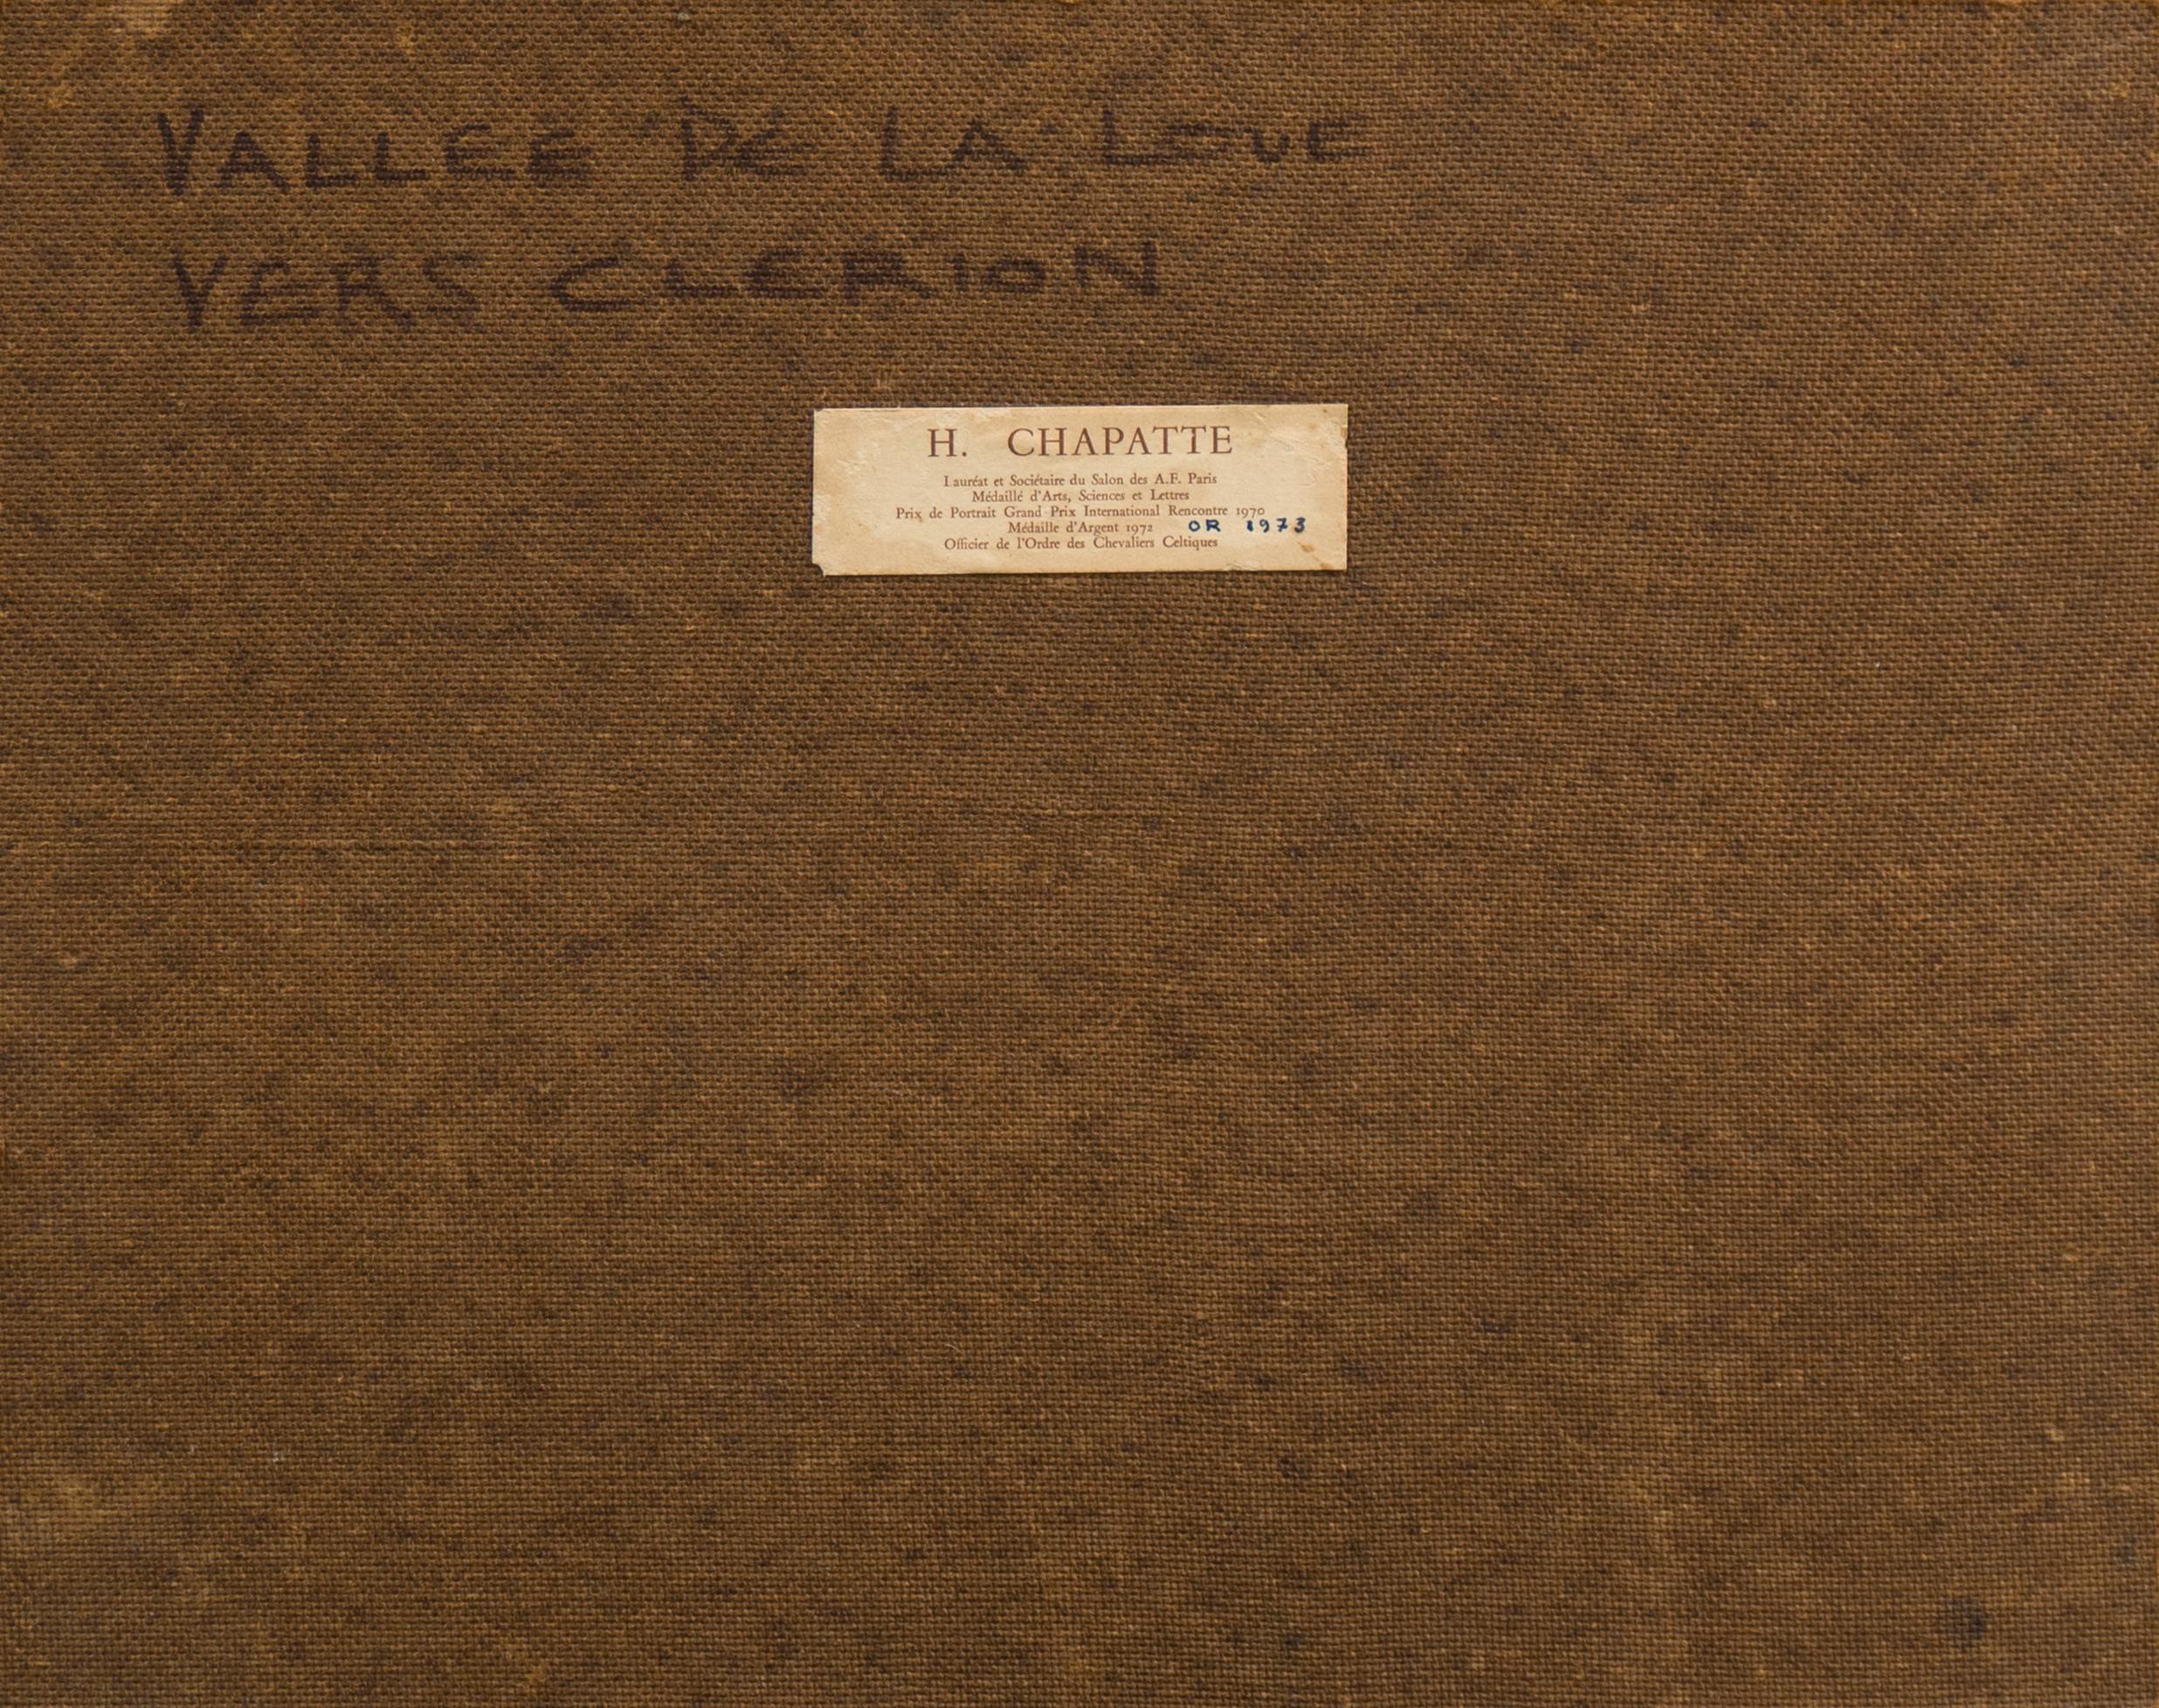 VALLEE DE LA LOUE
VERS CLERION
H. CHAPATTE
Lauréat et Sociétaire du Salon des A.F. Paris
Médaillé d'Arts, Sciences et Lettres
Prix de Portrait Grand Prix International Rencontre 1970
Médaille d'Argent 1972 OR 1973
Officier de l'Ordre des Chevaliers Celtiques